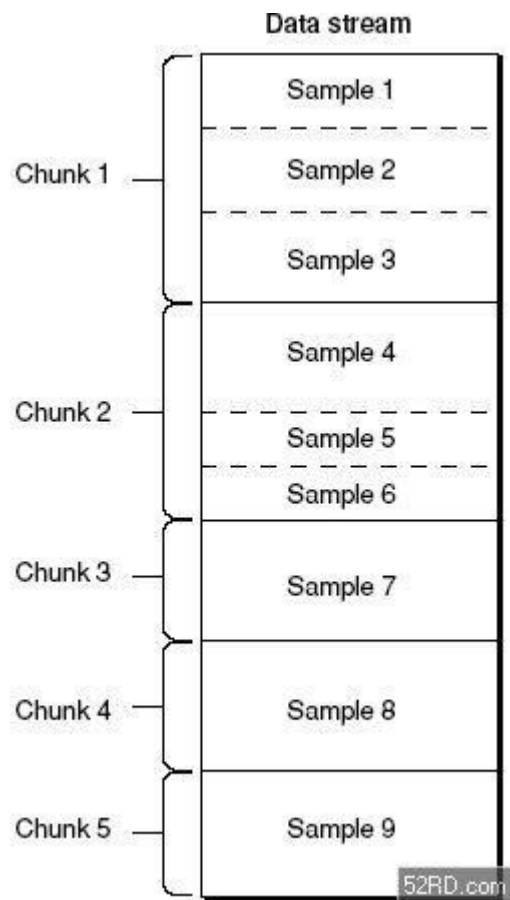 Data stream
Chunk 1
Sample 1
Sample 2
Sample 3
Chunk 2
Sample 4
Sample 5
Sample 6
Chunk 3
Sample 7
Chunk 4
Sample 8
Chunk 5
Sample 9
52RD.com